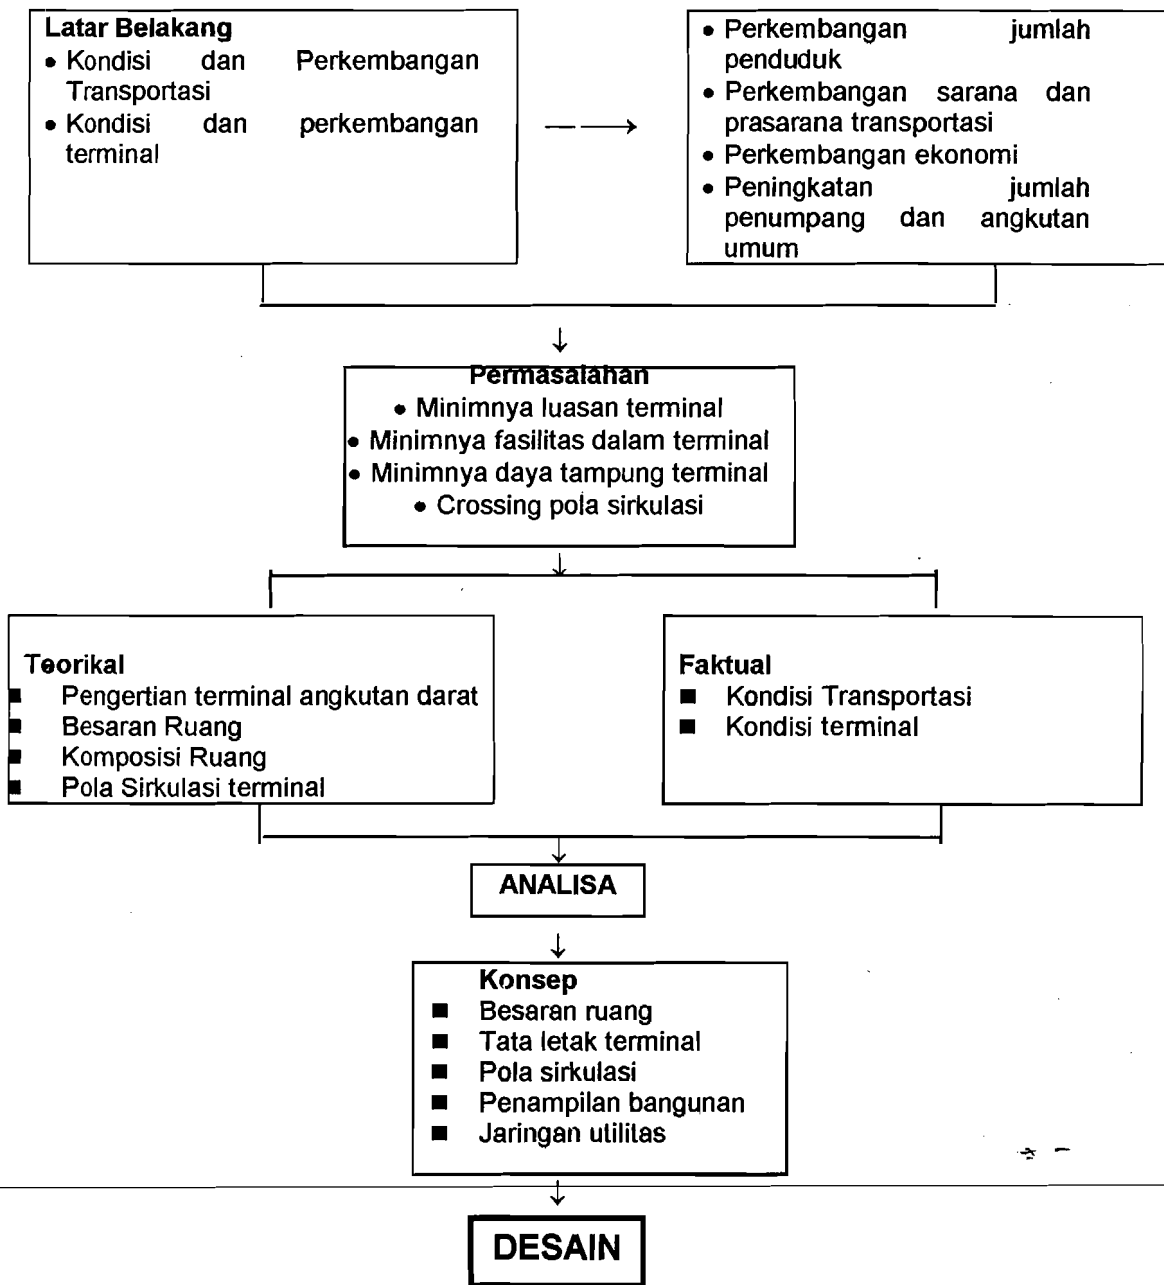 Latar Belakang
• Kondisi dan Perkembangan
Transportasi
• Kondisi dan perkembangan
terminal
• Perkembangan jumlah
penduduk
• Perkembangan sarana dan
prasarana transportasi
• Perkembangan ekonomi
• Peningkatan jumlah
penumpang dan angkutan
umum
Permasalahan
• Minimnya luasan terminal
• Minimnya fasilitas dalam terminal
• Minimnya daya tampung terminal
• Crossing pola sirkulasi
Teorikal
■ Pengertian terminal angkutan darat
■ Besaran Ruang
■ Komposisi Ruang
■ Pola Sirkulasi terminal
Faktual
■ Kondisi Transportasi
■ Kondisi terminal
ANALISA
Konsep
■ Besaran ruang
■ Tata letak terminal
■ Pola sirkulasi
■ Penampilan bangunan
■ Jaringan utilitas
DESAIN